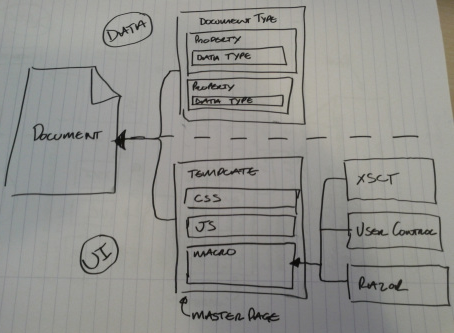 DATA
DOCUMENT TYPE
PROPERTY
DATA TYPE
PROPERTY
DATA TYPE
DOCUMENT
TEMPLATE
CSS
JS
MACRO
XSCT
USER CONTROL
RAZOR
UI
MASTER PAGE